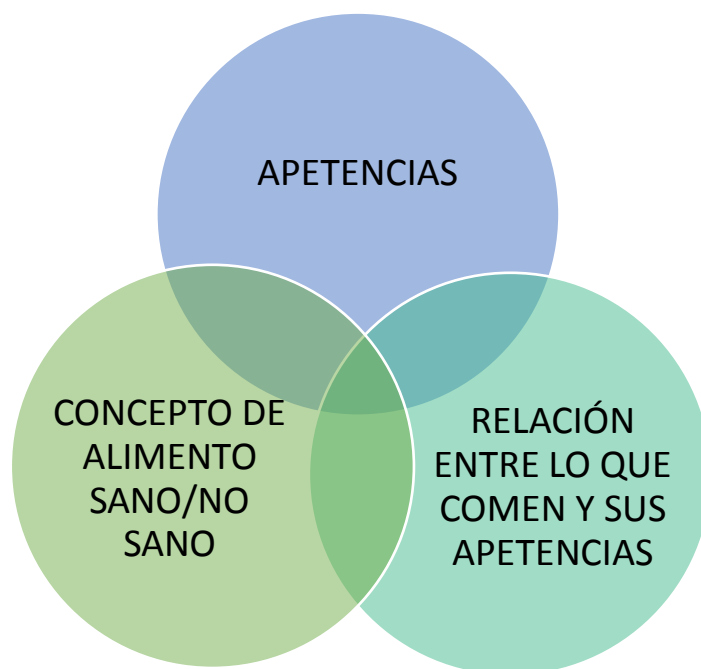 APETENCIAS
CONCEPTO DE
ALIMENTO
SANO/NO
SANO
RELACIÓN
ENTRE LO QUE
COMEN Y SUS
APETENCIAS